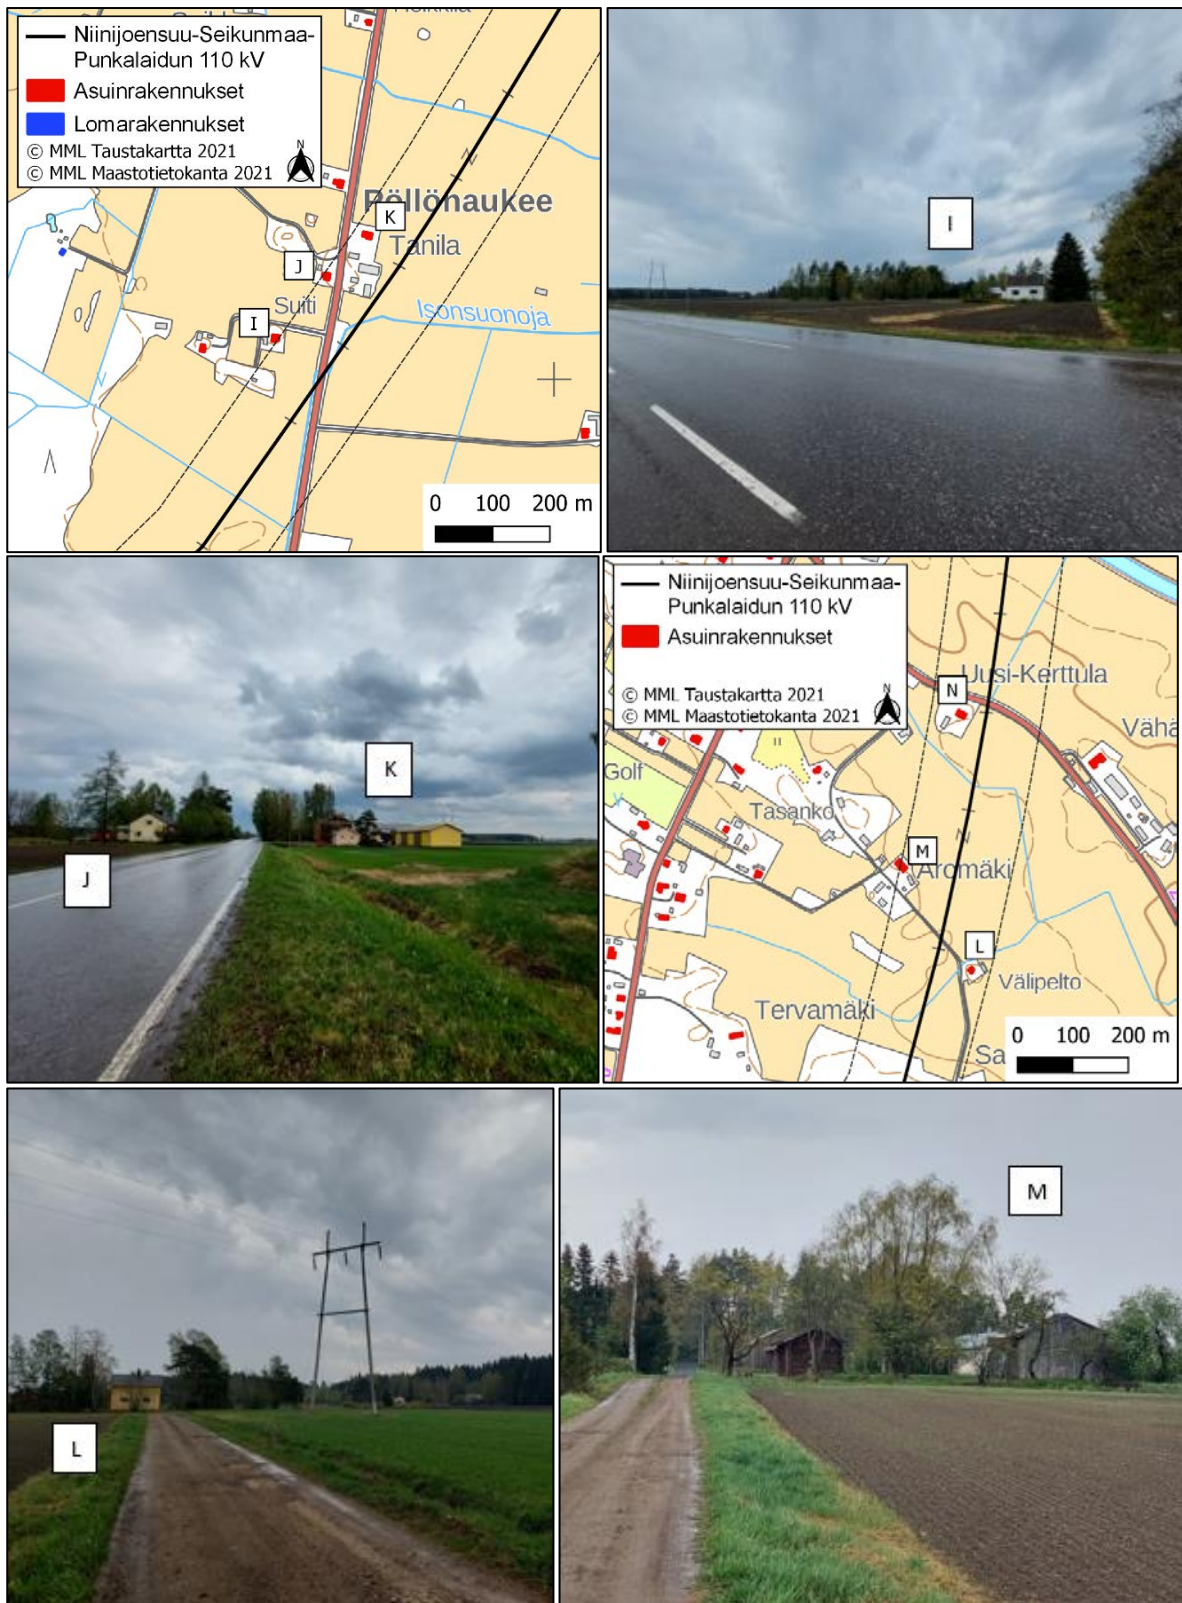 Niinijoensuu-Seikunmaa-
Punkalaidun 110 kV
Asuinrakennukset
Lomarakennukset
© MML Taustakartta 2021
© MML Maastotietokanta 2021
N
Pöllönaukee
K
Tanila
J
Suiti
Isonsuonoja
I
0 100 200 m
I
K
J
Niinijoensuu-Seikunmaa-
Punkalaidun 110 kV
Asuinrakennukset
© MML Taustakartta 2021
© MML Maastotietokanta 2021
N
Uusi-Kerttula
N
Vähä
Golf
Tasanko
M
Aromäki
L
Välipelto
Tervamäki
Sa
0 100 200 m
L
M